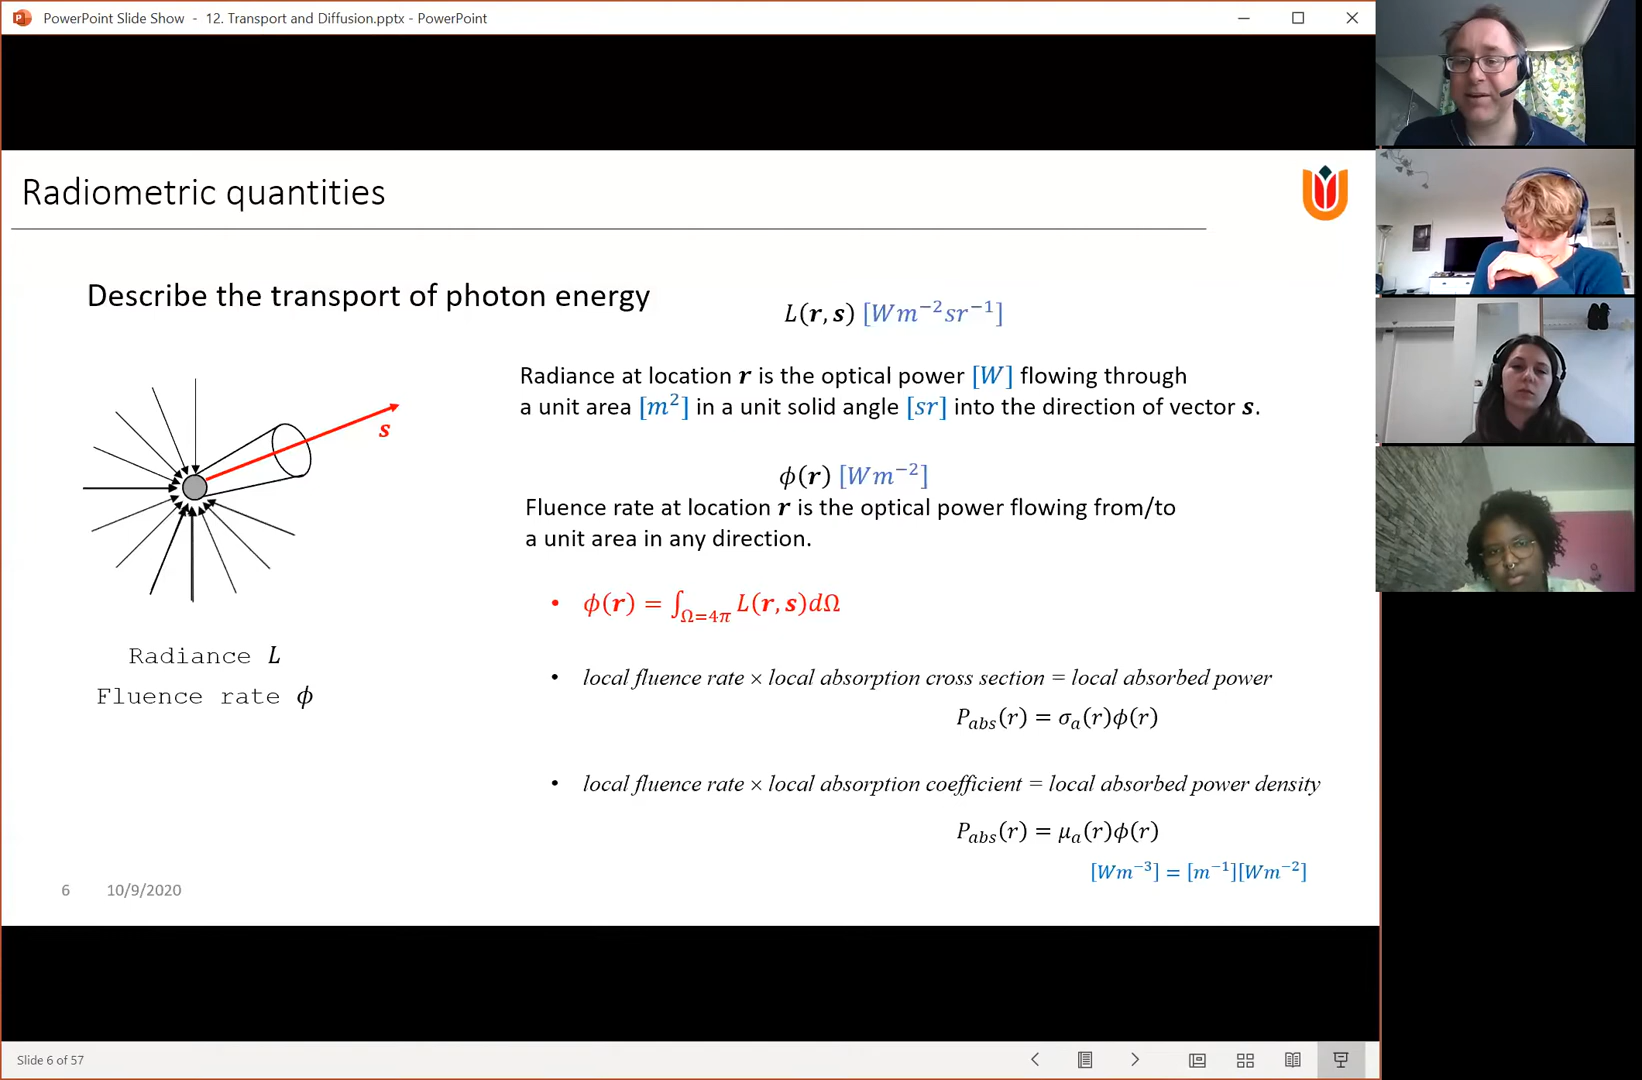 PowerPoint Slide Show - 12. Transport and Diffusion.pptx - PowerPoint
Radiometric quantities
Describe the transport of photon energy
L(r, s) [Wm⁻²sr⁻¹]
Radiance at location r is the optical power [W] flowing through
a unit area [m²] in a unit solid angle [sr] into the direction of vector s.
s
ϕ(r) [Wm⁻²]
Fluence rate at location r is the optical power flowing from/to
a unit area in any direction.
• ϕ(r) = ∫_Ω=4π L(r, s)dΩ
Radiance L
Fluence rate ϕ
• local fluence rate × local absorption cross section = local absorbed power
P_abs(r) = σ_a(r)ϕ(r)
• local fluence rate × local absorption coefficient = local absorbed power density
P_abs(r) = μ_a(r)ϕ(r)
[Wm⁻³] = [m⁻¹][Wm⁻²]
6 10/9/2020
Slide 6 of 57